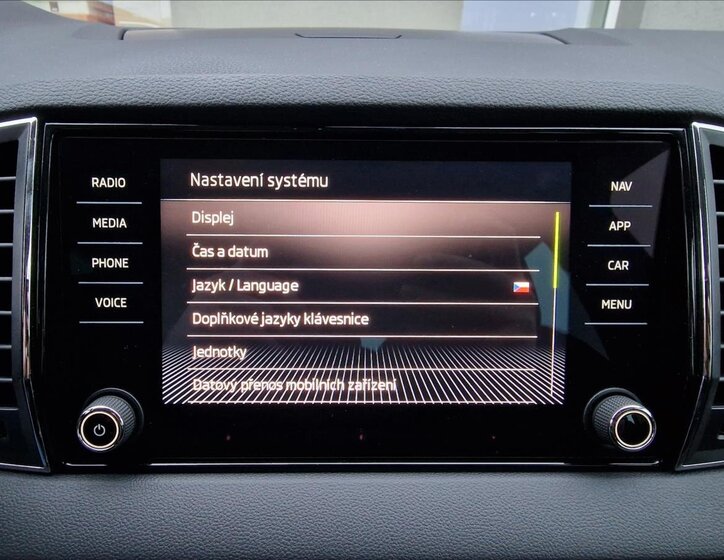 RADIO
MEDIA
PHONE
VOICE
Nastavení systému
Displej
Čas a datum
Jazyk / Language
Doplňkové jazyky klávesnice
Jednotky
Datový přenos mobilních zařízení
NAV
APP
CAR
MENU